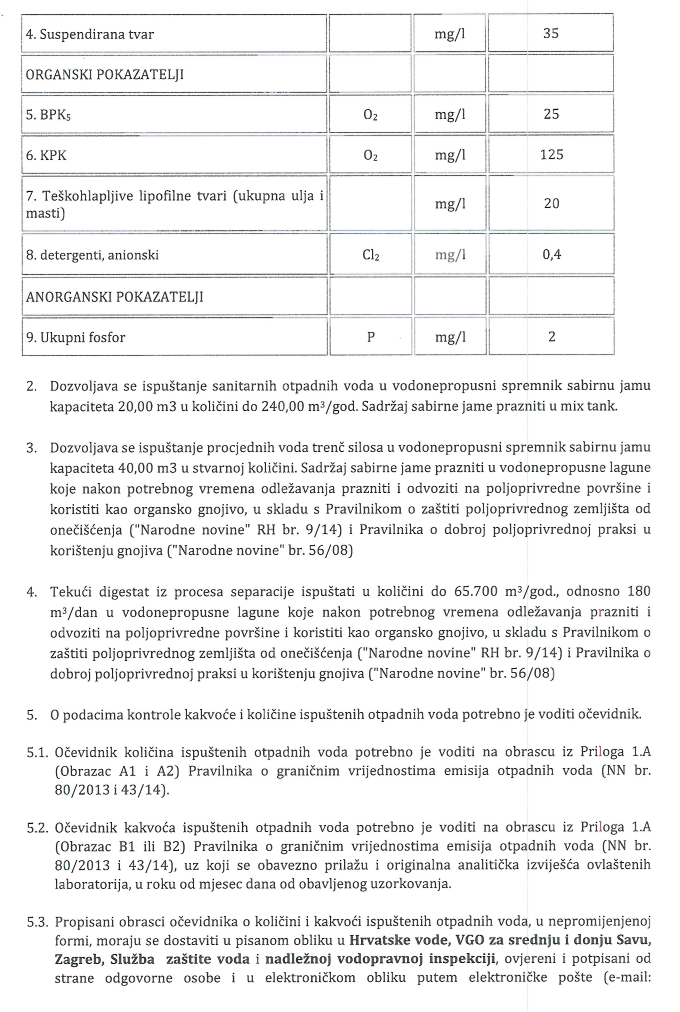 4. Suspendirana tvar mg/l 35
ORGANSKI POKAZATELJI
5. BPK₅ O₂ mg/l 25
6. KPK O₂ mg/l 125
7. Teškohlapljive lipofilne tvari (ukupna ulja i
masti) mg/l 20
8. detergenti, anionski Cl₂ mg/l 0,4
ANORGANSKI POKAZATELJI
9. Ukupni fosfor P mg/l 2
2. Dozvoljava se ispuštanje sanitarnih otpadnih voda u vodonepropusni spremnik sabirnu jamu
kapaciteta 20,00 m3 u količini do 240,00 m³/god. Sadržaj sabirne jame prazniti u mix tank.
3. Dozvoljava se ispuštanje procjednih voda trenč silosa u vodonepropusni spremnik sabirnu jamu
kapaciteta 40,00 m3 u stvarnoj količini. Sadržaj sabirne jame prazniti u vodonepropusne lagune
koje nakon potrebnog vremena odležavanja prazniti i odvoziti na poljoprivredne površine i
koristiti kao organsko gnojivo, u skladu s Pravilnikom o zaštiti poljoprivrednog zemljišta od
onečišćenja ("Narodne novine" RH br. 9/14) i Pravilnika o dobroj poljoprivrednoj praksi u
korištenju gnojiva ("Narodne novine" br. 56/08)
4. Tekući digestat iz procesa separacije ispuštati u količini do 65.700 m³/god., odnosno 180
m³/dan u vodonepropusne lagune koje nakon potrebnog vremena odležavanja prazniti i
odvoziti na poljoprivredne površine i koristiti kao organsko gnojivo, u skladu s Pravilnikom o
zaštiti poljoprivrednog zemljišta od onečišćenja ("Narodne novine" RH br. 9/14) i Pravilnika o
dobroj poljoprivrednoj praksi u korištenju gnojiva ("Narodne novine" br. 56/08)
5. O podacima kontrole kakvoće i količine ispuštenih otpadnih voda potrebno je voditi očevidnik.
5.1. Očevidnik količina ispuštenih otpadnih voda potrebno je voditi na obrascu iz Priloga 1.A
(Obrazac A1 i A2) Pravilnika o graničnim vrijednostima emisija otpadnih voda (NN br.
80/2013 i 43/14).
5.2. Očevidnik kakvoća ispuštenih otpadnih voda potrebno je voditi na obrascu iz Priloga 1.A
(Obrazac B1 ili B2) Pravilnika o graničnim vrijednostima emisija otpadnih voda (NN br.
80/2013 i 43/14), uz koji se obavezno prilažu i originalna analitička izviješća ovlaštenih
laboratorija, u roku od mjesec dana od obavljenog uzorkovanja.
5.3. Propisani obrasci očevidnika o količini i kakvoći ispuštenih otpadnih voda, u nepromijenjenoj
formi, moraju se dostaviti u pisanom obliku u Hrvatske vode, VGO za srednju i donju Savu,
Zagreb, Služba zaštite voda i nadležnoj vodopravnoj inspekciji, ovjereni i potpisani od
strane odgovorne osobe i u elektroničkom obliku putem elektroničke pošte (e-mail: